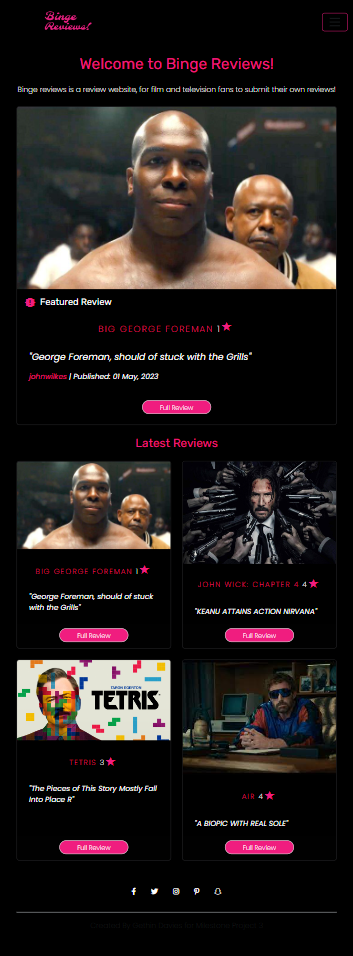 Binge
Reviews!
Welcome to Binge Reviews!
Binge reviews is a review website, for film and television fans to submit their own reviews!
Featured Review
BIG GEORGE FOREMAN 1
"George Foreman, should of stuck with the Grills"
johnwilkes | Published: 01 May, 2023
Full Review
Latest Reviews
BIG GEORGE FOREMAN 1
"George Foreman, should of stuck
with the Grills"
Full Review
JOHN WICK: CHAPTER 4 4
"KEANU ATTAINS ACTION NIRVANA"
Full Review
TARON EGERTON
TETRIS
TETRIS 3
"The Pieces of This Story Mostly Fall
Into Place R"
Full Review
AIR 4
"A BIOPIC WITH REAL SOLE"
Full Review